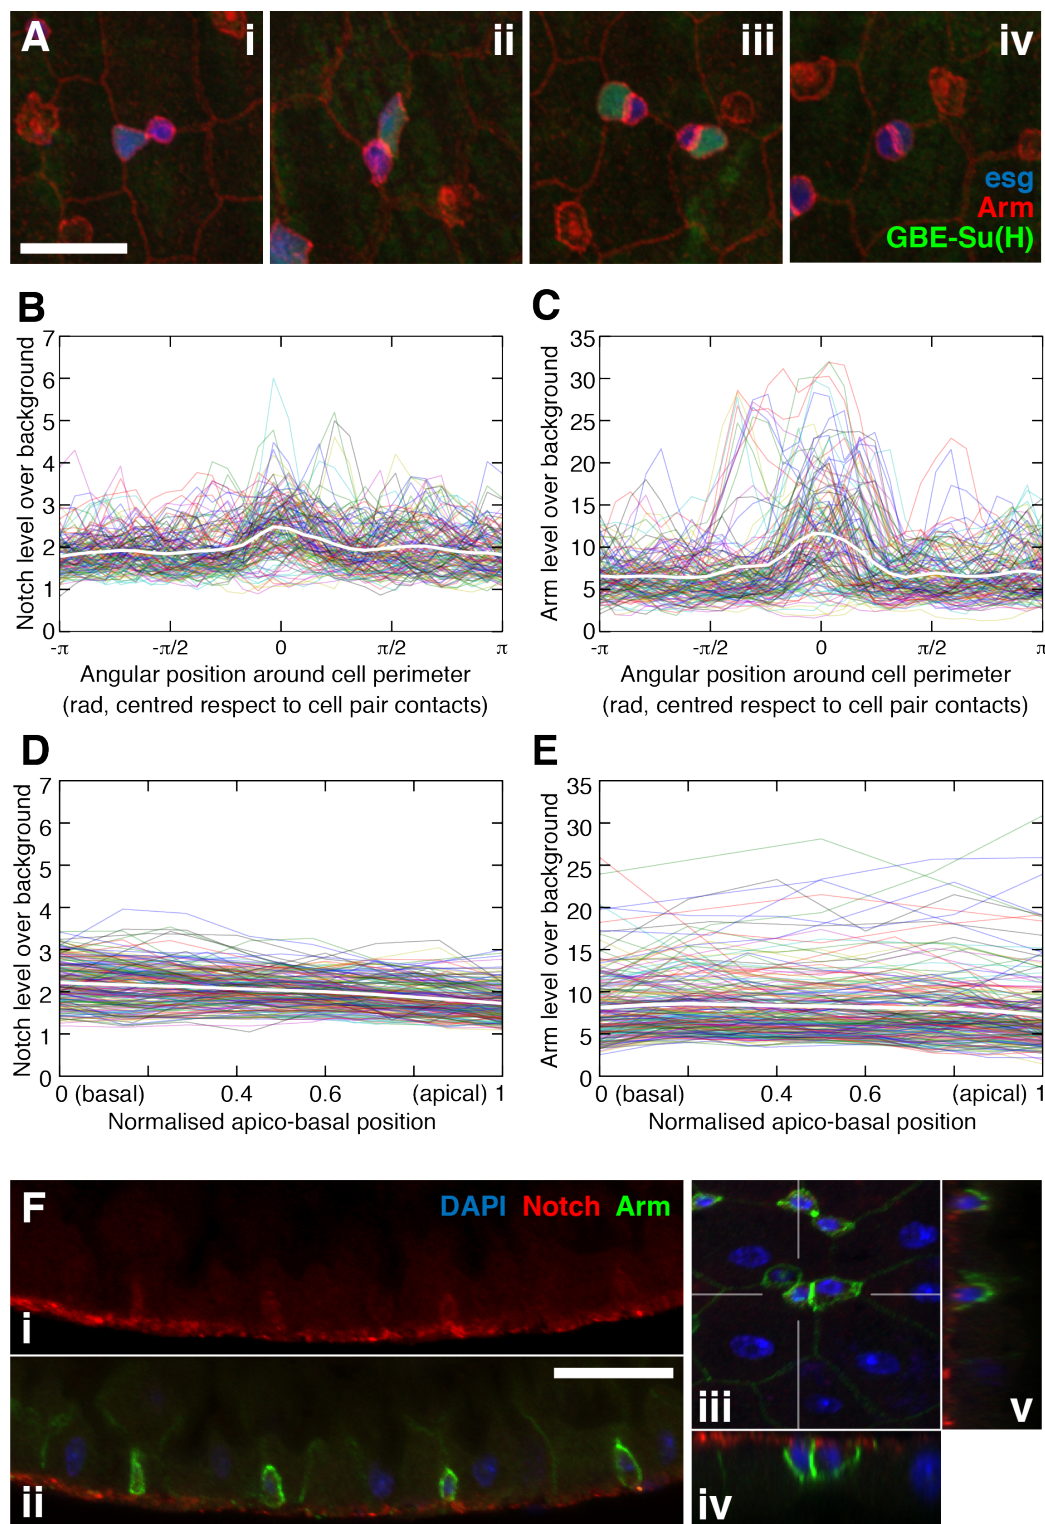 A i ii iii iv
esg
Arm
GBE-Su(H)
B C
7
6
5
4
3
2
1
0
Notch level over background
-π -π/2 0 π/2 π
Angular position around cell perimeter
(rad, centred respect to cell pair contacts)
35
30
25
20
15
10
5
0
Arm level over background
-π -π/2 0 π/2 π
Angular position around cell perimeter
(rad, centred respect to cell pair contacts)
D E
7
6
5
4
3
2
1
0
Notch level over background
0 (basal) 0.4 0.6 (apical) 1
Normalised apico-basal position
35
30
25
20
15
10
5
0
Arm level over background
0 (basal) 0.4 0.6 (apical) 1
Normalised apico-basal position
F DAPI Notch Arm
i
ii
iii
v
iv